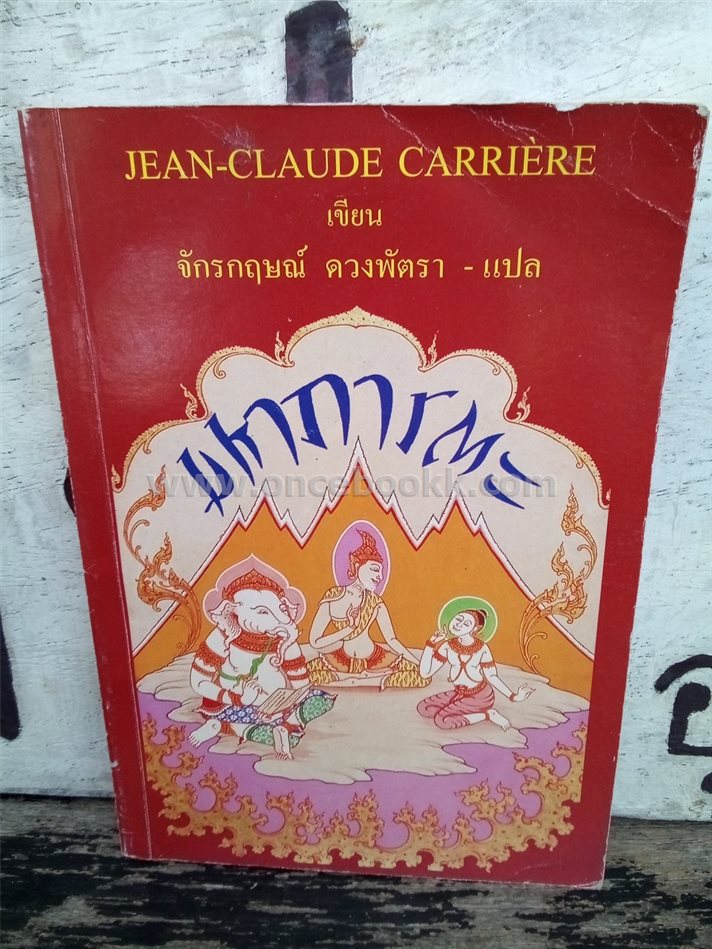 JEAN-CLAUDE CARRIÈRE
เขียน
จักรกฤษณ์ ดวงพัตรา - แปล
มหาภารตะ
www.oncebookk.com